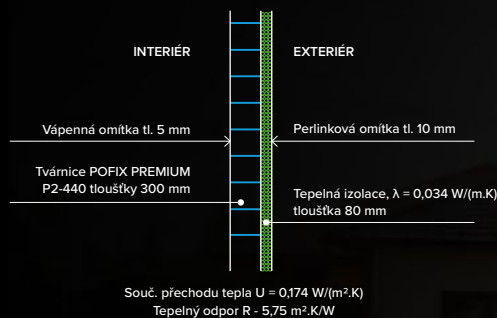 INTERIÉR
EXTERIÉR
Vápenná omítka tl. 5 mm
Perlinková omítka tl. 10 mm
Tvárnice POFIX PREMIUM
P2-440 tloušťky 300 mm
Tepelná izolace, λ = 0,034 W/(m.K)
tloušťka 80 mm
Souč. přechodu tepla U = 0,174 W/(m².K)
Tepelný odpor R - 5,75 m².K/W